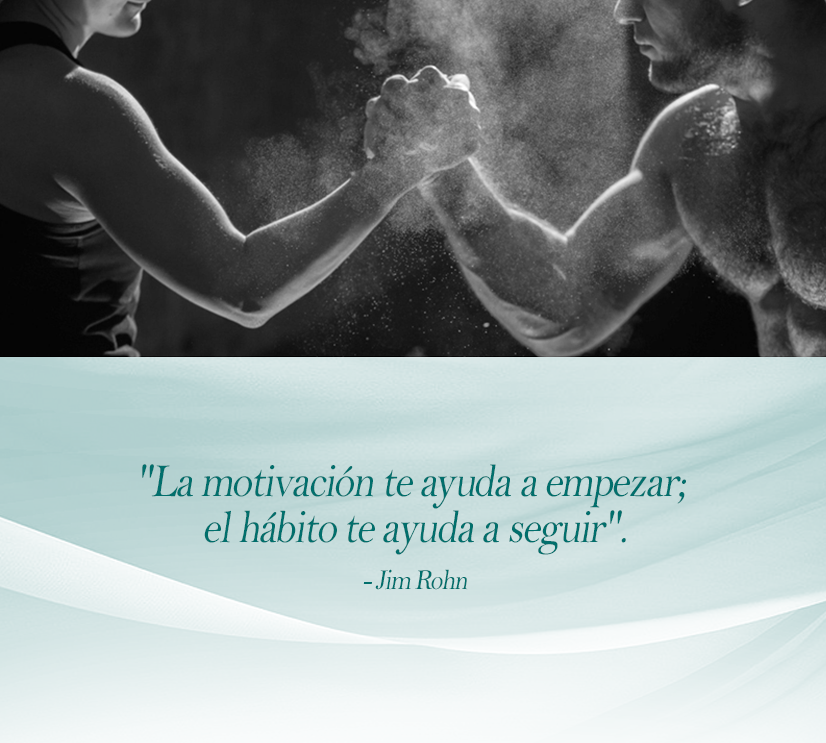 "La motivación te ayuda a empezar;
el hábito te ayuda a seguir".
- Jim Rohn